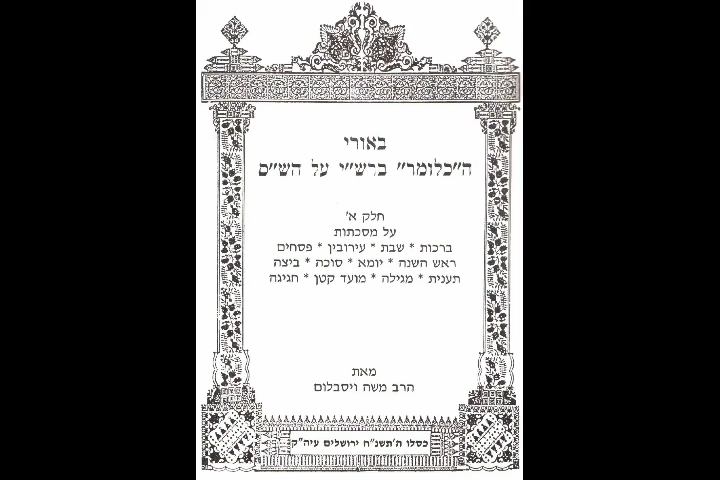 באורי
ה״כלומר״ ברש״י על הש״ס
חלק א'
על מסכתות
ברכות * שבת * עירובין * פסחים
ראש השנה * יומא * סוכה * ביצה
תענית * מגילה * מועד קטן * חגיגה
מאת
הרב משה ויסבלום
כסלו ה'תשנ"ח ירושלים עיה"ק